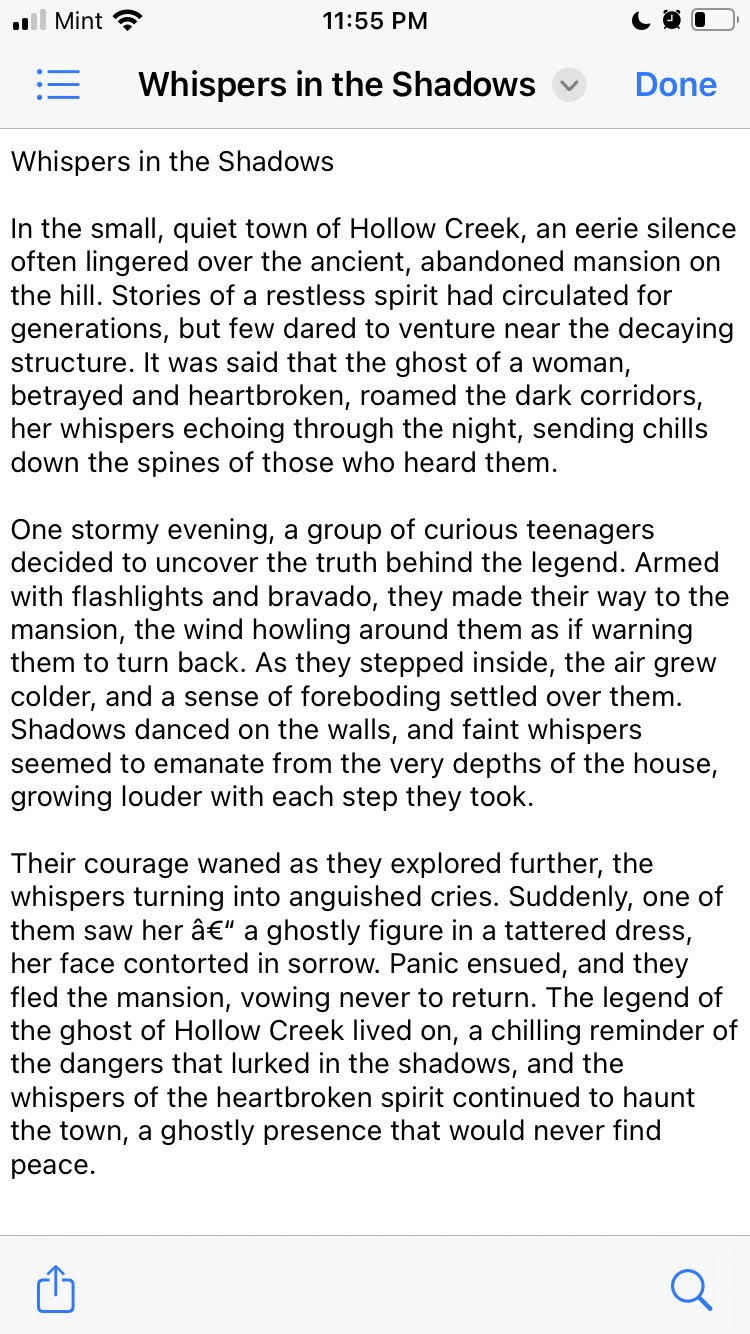 Mint
11:55 PM
Whispers in the Shadows
Done
Whispers in the Shadows
In the small, quiet town of Hollow Creek, an eerie silence
often lingered over the ancient, abandoned mansion on
the hill. Stories of a restless spirit had circulated for
generations, but few dared to venture near the decaying
structure. It was said that the ghost of a woman,
betrayed and heartbroken, roamed the dark corridors,
her whispers echoing through the night, sending chills
down the spines of those who heard them.
One stormy evening, a group of curious teenagers
decided to uncover the truth behind the legend. Armed
with flashlights and bravado, they made their way to the
mansion, the wind howling around them as if warning
them to turn back. As they stepped inside, the air grew
colder, and a sense of foreboding settled over them.
Shadows danced on the walls, and faint whispers
seemed to emanate from the very depths of the house,
growing louder with each step they took.
Their courage waned as they explored further, the
whispers turning into anguished cries. Suddenly, one of
them saw her â€“ a ghostly figure in a tattered dress,
her face contorted in sorrow. Panic ensued, and they
fled the mansion, vowing never to return. The legend of
the ghost of Hollow Creek lived on, a chilling reminder of
the dangers that lurked in the shadows, and the
whispers of the heartbroken spirit continued to haunt
the town, a ghostly presence that would never find
peace.